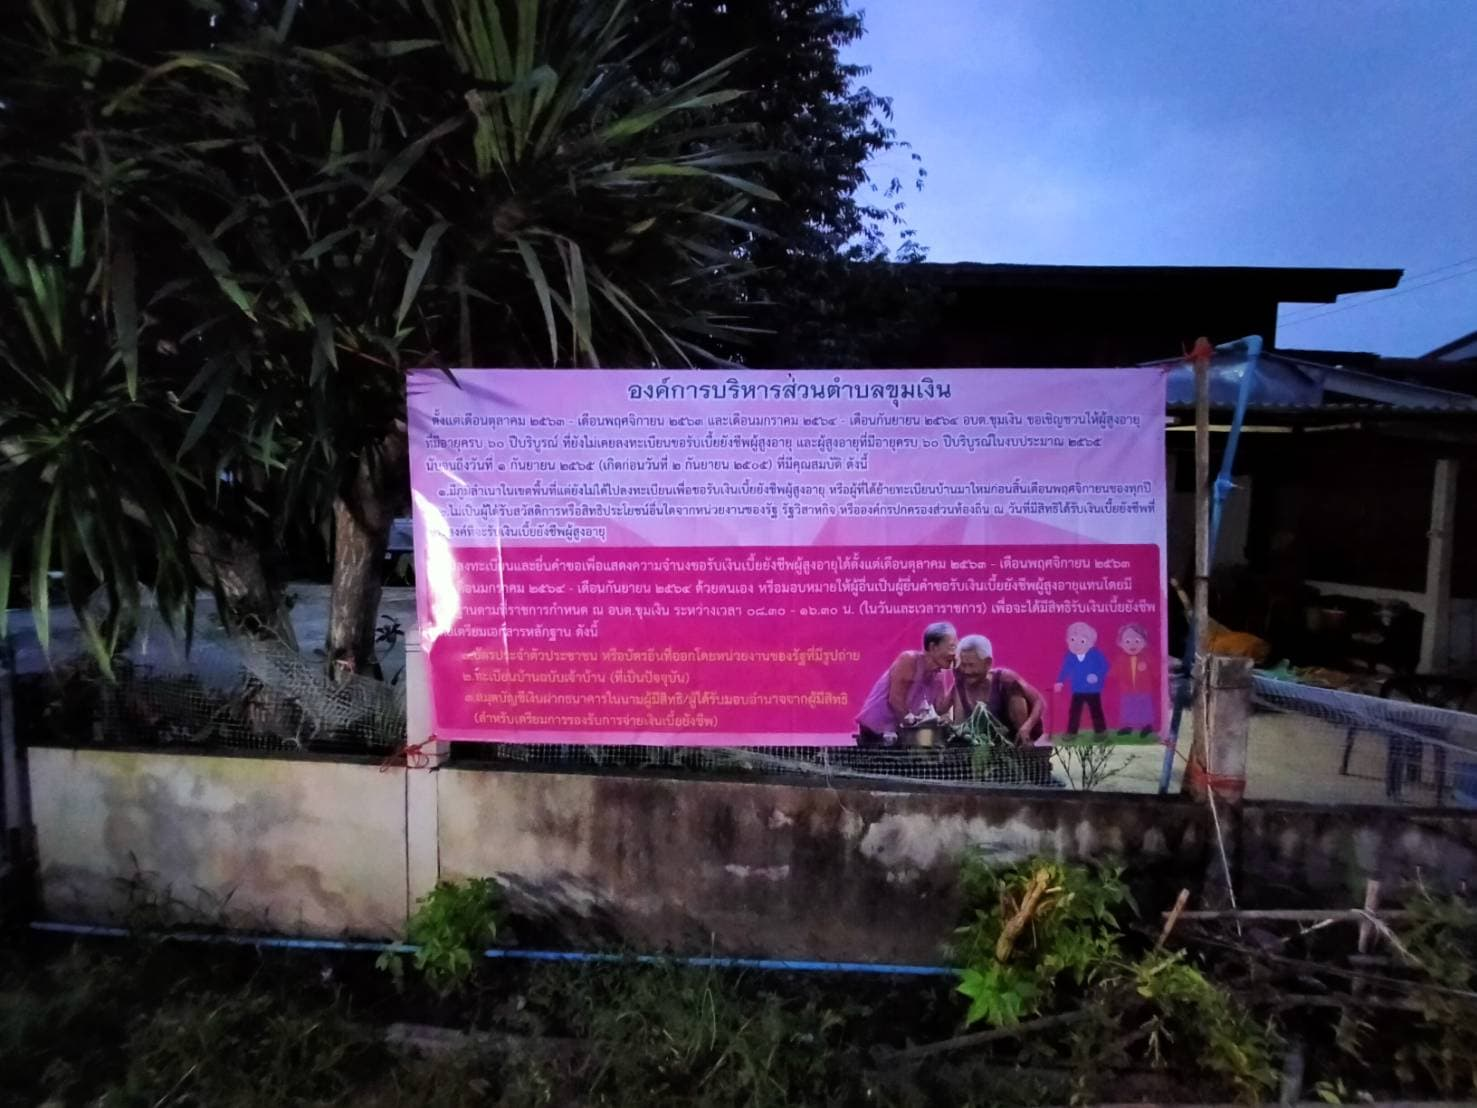 องค์การบริหารส่วนตำบลขุมเงิน
ตั้งแต่เดือนตุลาคม ๒๕๖๓ - เดือนพฤศจิกายน ๒๕๖๓ และเดือนมกราคม ๒๕๖๔ - เดือนกันยายน ๒๕๖๔ อบต.ขุมเงิน ขอเชิญชวนให้ผู้สูงอายุ
ที่มีอายุครบ ๖๐ ปีบริบูรณ์ ที่ยังไม่เคยลงทะเบียนขอรับเบี้ยยังชีพผู้สูงอายุ และผู้สูงอายุที่มีอายุครบ ๖๐ ปีบริบูรณ์ในงบประมาณ ๒๕๖๕
นับจนถึงวันที่ ๑ กันยายน ๒๕๖๕ (เกิดก่อนวันที่ ๒ กันยายน ๒๕๐๕) ที่มีคุณสมบัติ ดังนี้
๑.มีภูมิลำเนาในเขตพื้นที่แต่ยังไม่ได้ไปลงทะเบียนเพื่อขอรับเงินเบี้ยยังชีพผู้สูงอายุ หรือผู้ที่ได้ย้ายทะเบียนบ้านมาใหม่ก่อนสิ้นเดือนพฤศจิกายนของทุกปี
๒.ไม่เป็นผู้ได้รับสวัสดิการหรือสิทธิประโยชน์อื่นใดจากหน่วยงานของรัฐ รัฐวิสาหกิจ หรือองค์กรปกครองส่วนท้องถิ่น ณ วันที่มีสิทธิได้รับเงินเบี้ยยังชีพที่
ประสงค์ที่จะรับเงินเบี้ยยังชีพผู้สูงอายุ
ลงทะเบียนและยื่นคำขอเพื่อแสดงความจำนงขอรับเงินเบี้ยยังชีพผู้สูงอายุได้ตั้งแต่เดือนตุลาคม ๒๕๖๓ - เดือนพฤศจิกายน ๒๕๖๓
เดือนมกราคม ๒๕๖๔ - เดือนกันยายน ๒๕๖๔ ด้วยตนเอง หรือมอบหมายให้ผู้อื่นเป็นผู้ยื่นคำขอรับเงินเบี้ยยังชีพผู้สูงอายุแทนโดยมี
ตามที่ราชการกำหนด ณ อบต.ขุมเงิน ระหว่างเวลา ๐๘.๓๐ - ๑๖.๓๐ น. (ในวันและเวลาราชการ) เพื่อจะได้มีสิทธิรับเงินเบี้ยยังชีพ
เตรียมเอกสารหลักฐาน ดังนี้
๑.บัตรประจำตัวประชาชน หรือบัตรอื่นที่ออกโดยหน่วยงานของรัฐที่มีรูปถ่าย
๒.ทะเบียนบ้านฉบับเจ้าบ้าน (ที่เป็นปัจจุบัน)
๓.สมุดบัญชีเงินฝากธนาคารในนามผู้มีสิทธิ/ผู้ได้รับมอบอำนาจจากผู้มีสิทธิ
(สำหรับเตรียมการรองรับการจ่ายเงินเบี้ยยังชีพ)